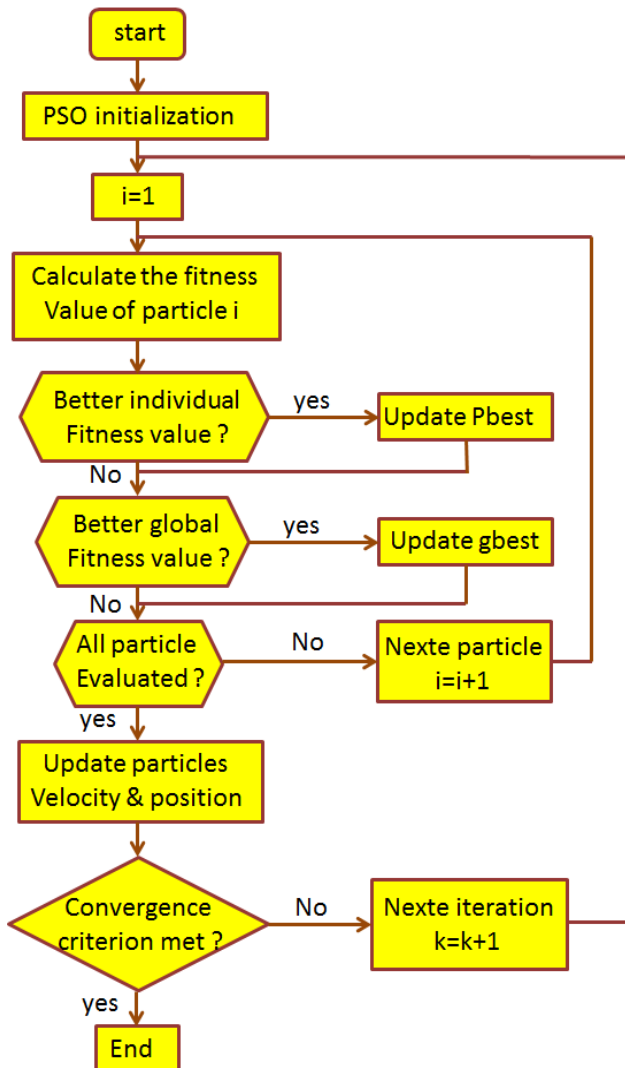 start
PSO initialization
i=1
Calculate the fitness
Value of particle i
Better individual
Fitness value ?
yes
Update Pbest
No
Better global
Fitness value ?
yes
Update gbest
No
All particle
Evaluated ?
No
Nexte particle
i=i+1
yes
Update particles
Velocity & position
Convergence
criterion met ?
No
Nexte iteration
k=k+1
yes
End